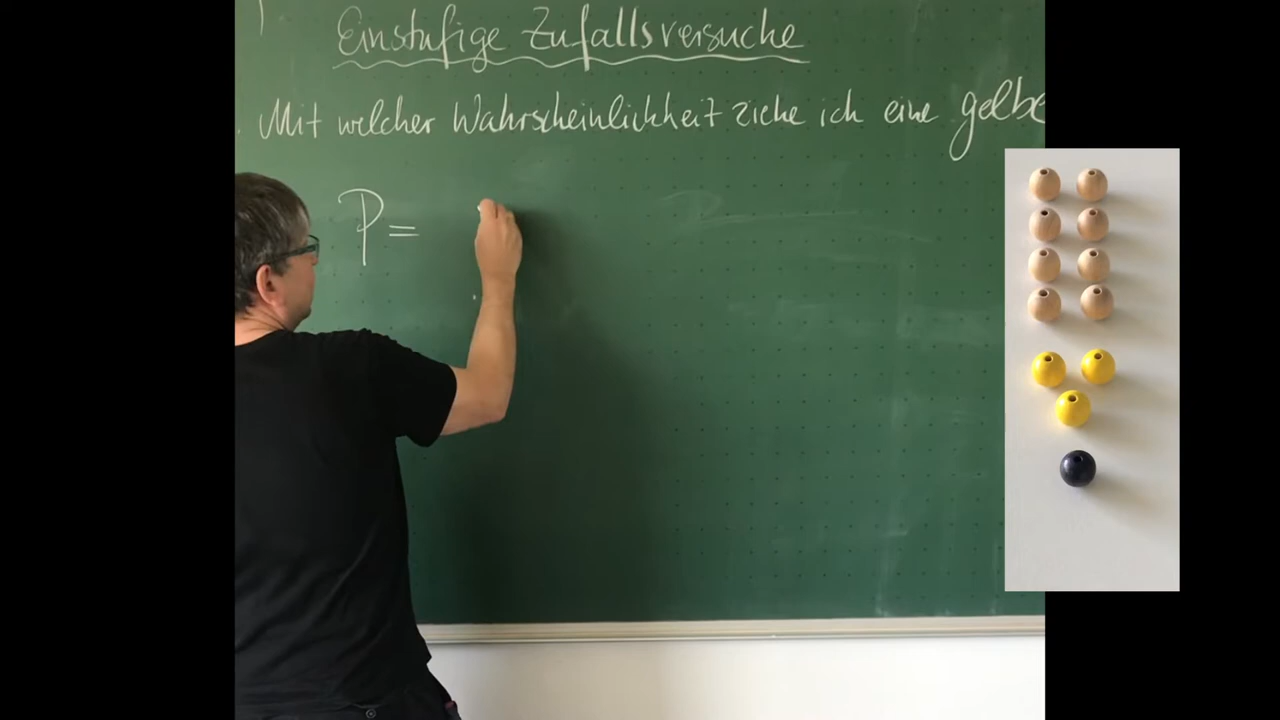 Einstufige Zufallsversuche
Mit welcher Wahrscheinlichkeit ziehe ich eine gelbe
P =